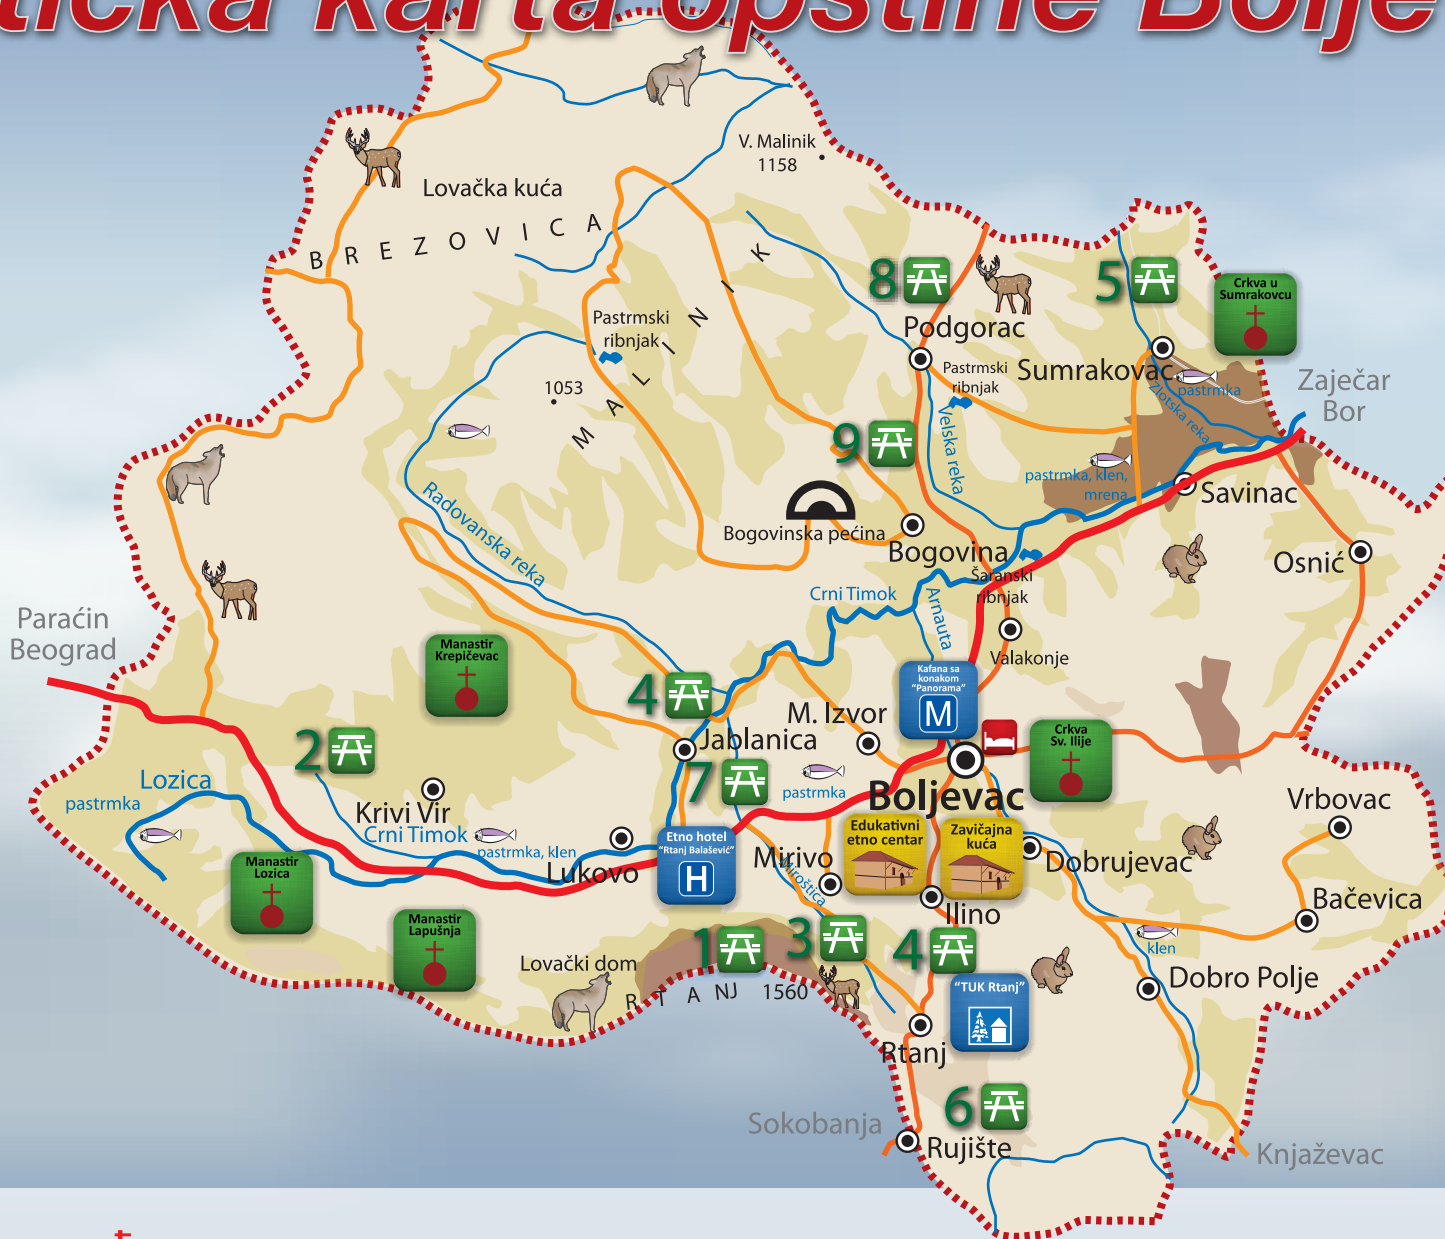 tička karta opštine Bolje
V. Malinik
1158
Lovačka kuća
BREZOVICA
MALINIK
8
5
Crkva u
Sumrakovcu
Pastrmski
ribnjak
Podgorac
Sumrakovac
Pastrmski
ribnjak
pastrmka
Zlotska reka
Zaječar
Bor
1053
9
Velska reka
pastrmka, klen,
mrena
Savinac
Radovanska reka
Bogovinska pećina
Bogovina
Osnić
Šaranski
ribnjak
Crni Timok
Arnauta
Paraćin
Beograd
Valakonje
Manastir
Krepičevac
Kafana sa
konakom
"Panorama"
M
4
M. Izvor
Jablanica
Crkva
Sv. Ilije
2
7
Lozica
pastrmka
pastrmka
Boljevac
Vrbovac
Krivi Vir
Crni Timok
pastrmka, klen
Lukovo
Etno hotel
"Rtanj Balašević"
H
Mirivo
Miroštica
Edukativni
etno centar
Zavičajna
kuća
Dobrujevac
Manastir
Lozica
Bačevica
Ilino
Manastir
Lapušnja
1
3
4
klen
Lovački dom
RTANJ 1560
"TUK Rtanj"
Dobro Polje
Rtanj
6
Sokobanja
Rujište
Knjaževac